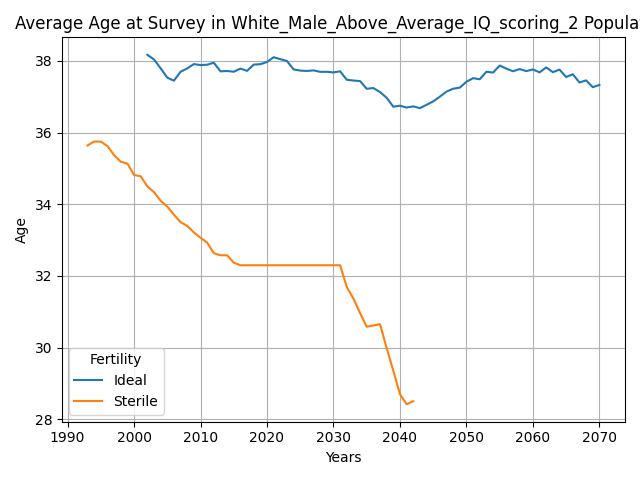 Average Age at Survey in White_Male_Above_Average_IQ_scoring_2 Popula
38
36
34
32
30
28
Age
Fertility
Ideal
Sterile
1990 2000 2010 2020 2030 2040 2050 2060 2070
Years